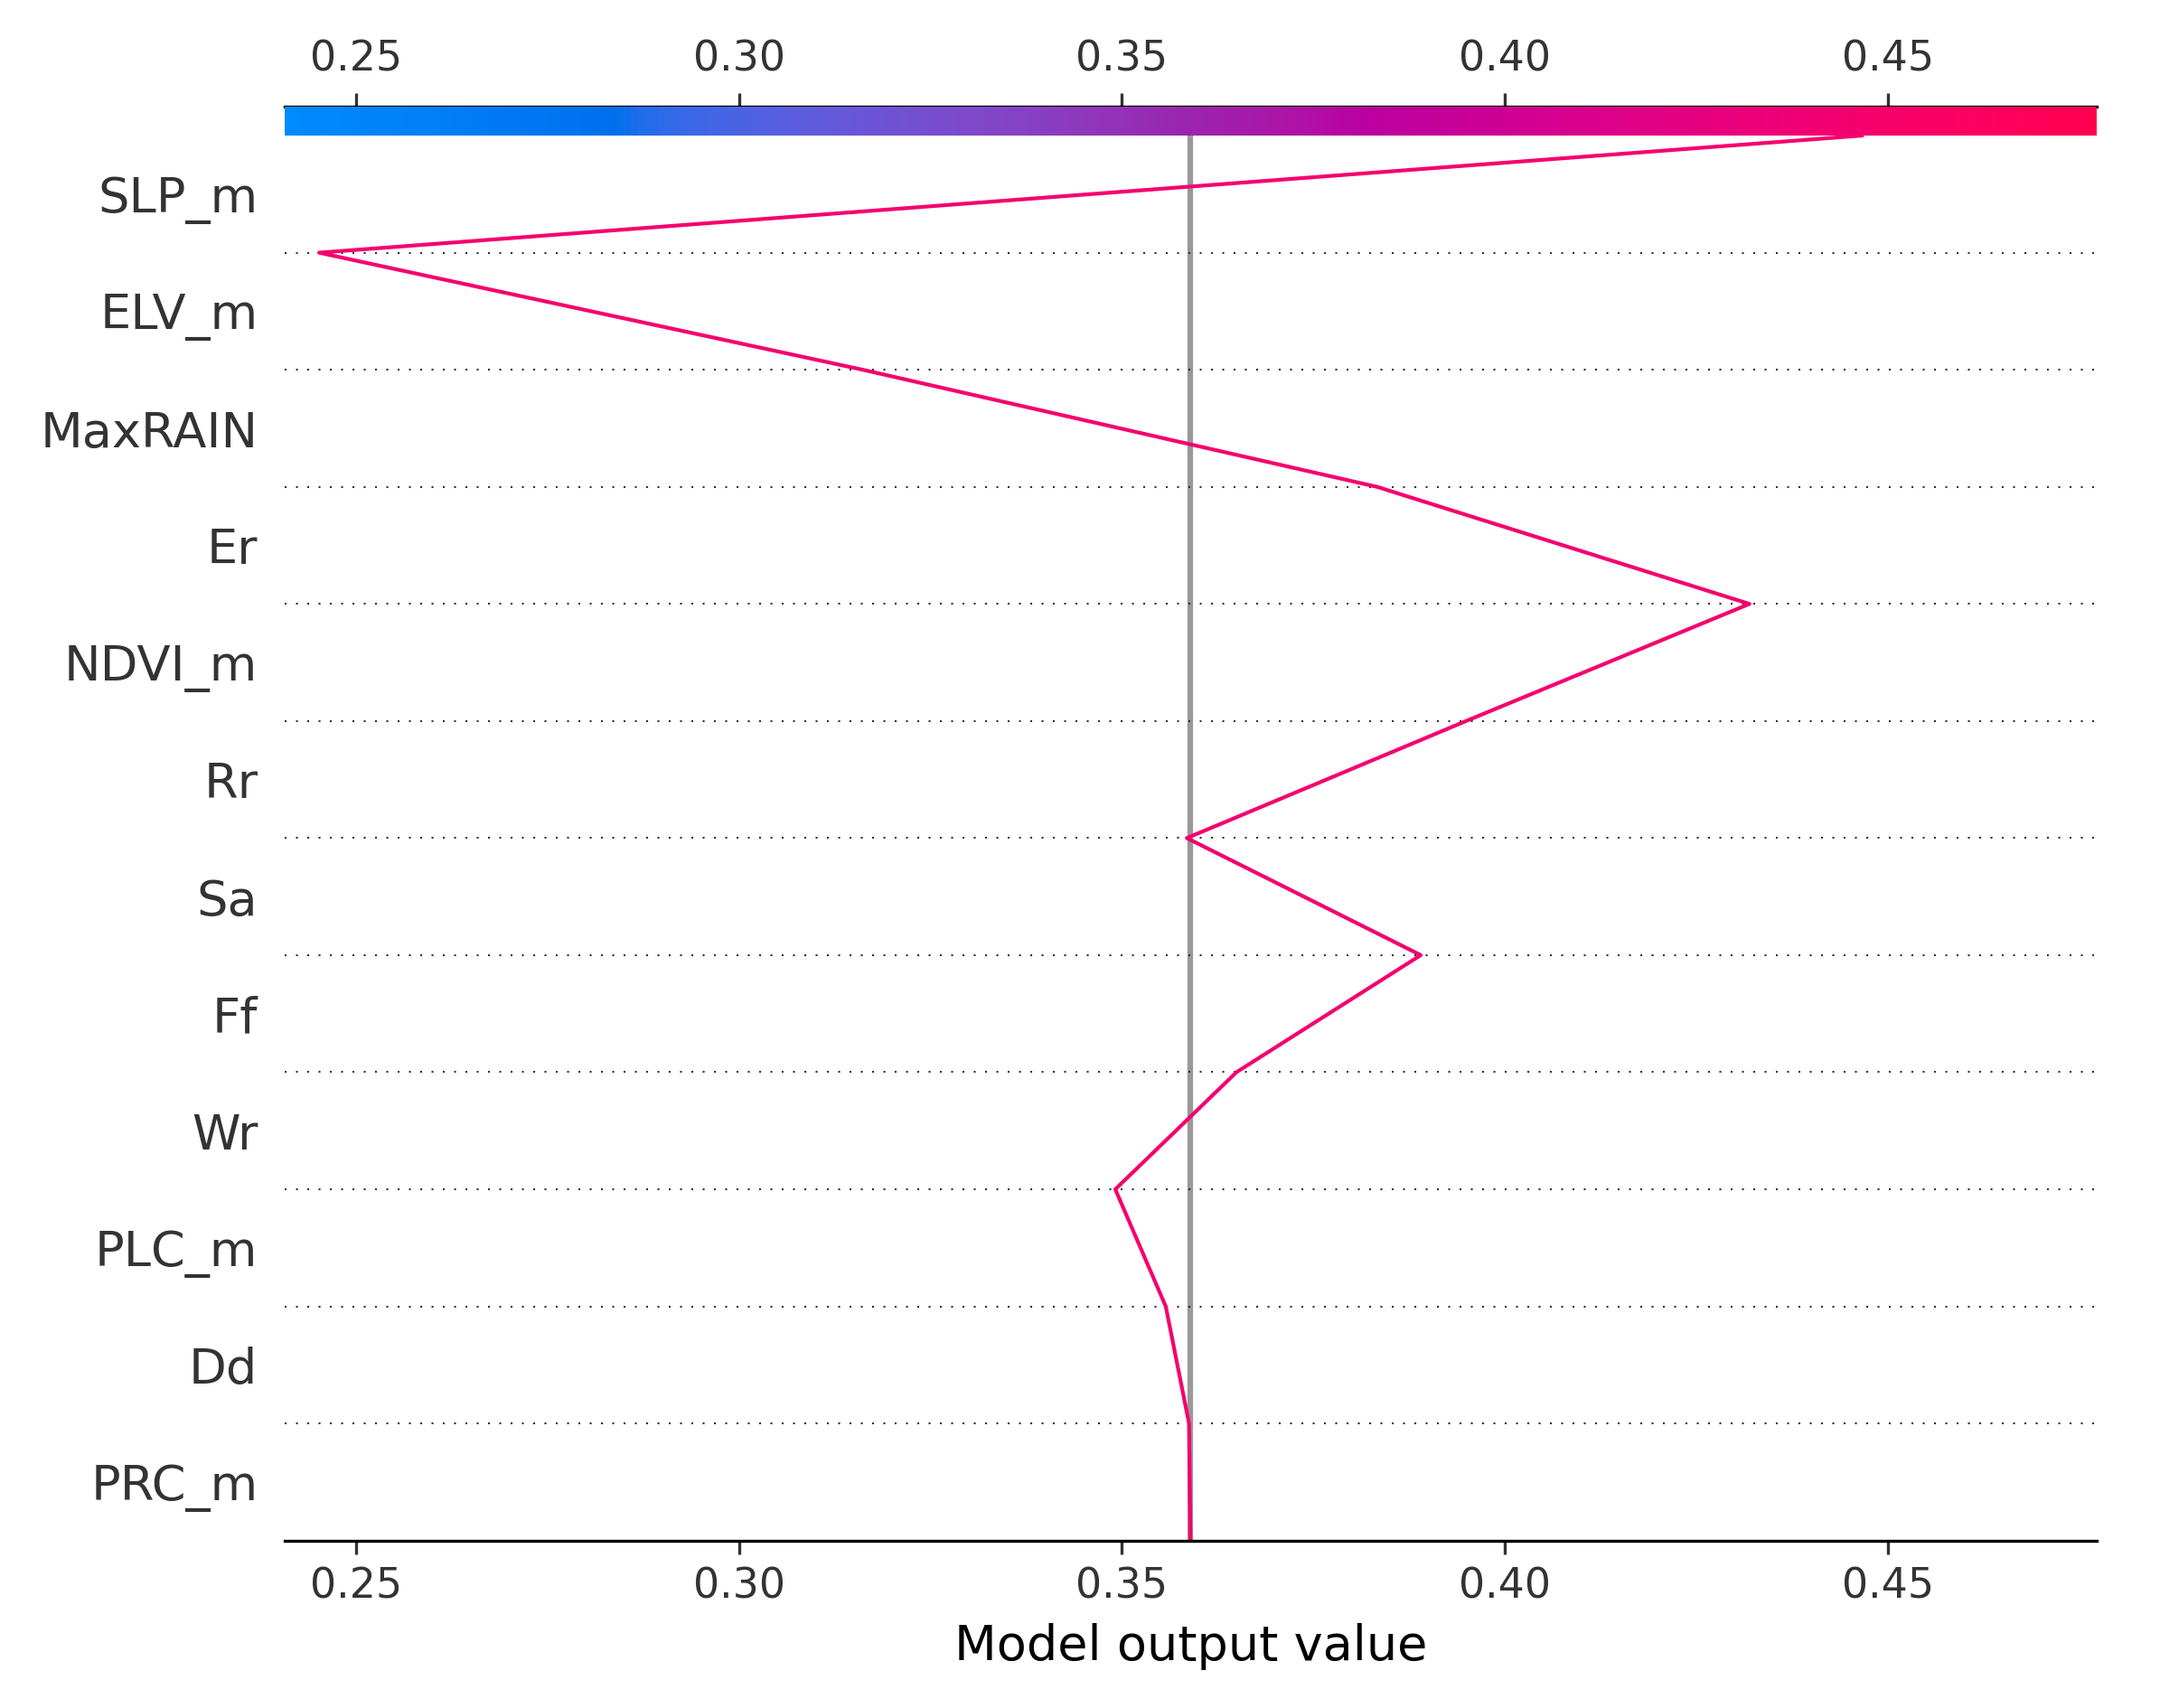 0.25 0.30 0.35 0.40 0.45
SLP_m
ELV_m
MaxRAIN
Er
NDVI_m
Rr
Sa
Ff
Wr
PLC_m
Dd
PRC_m
0.25 0.30 0.35 0.40 0.45
Model output value